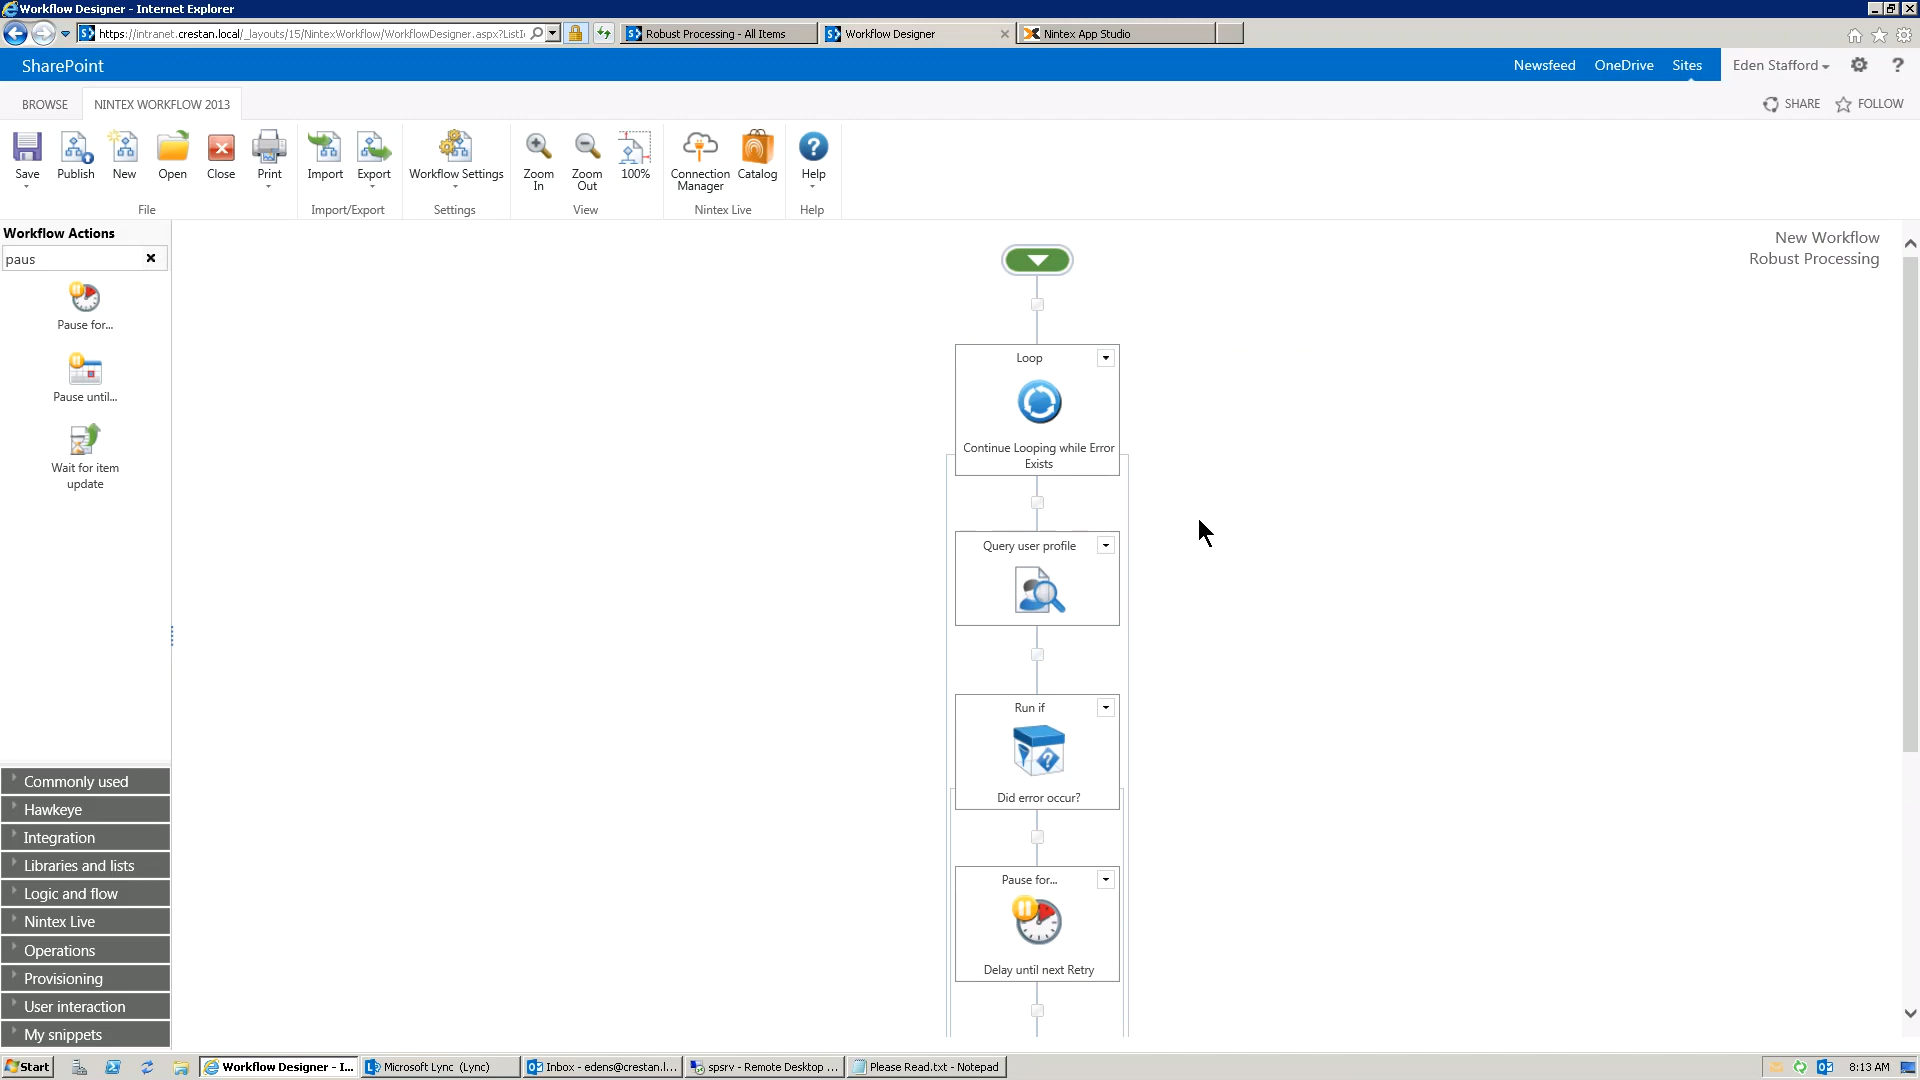 Workflow Designer - Internet Explorer
https://intranet.crestan.local/_layouts/15/NintexWorkflow/WorkflowDesigner.aspx?ListI
Robust Processing - All Items
Workflow Designer
Nintex App Studio
SharePoint
Newsfeed
OneDrive
Sites
Eden Stafford
BROWSE
NINTEX WORKFLOW 2013
SHARE
FOLLOW
Save
Publish
New
Open
Close
Print
Import
Export
Workflow Settings
Zoom In
Zoom Out
100%
Connection Manager
Catalog
Help
File
Import/Export
Settings
View
Nintex Live
Help
Workflow Actions
paus
Pause for...
Pause until...
Wait for item
update
New Workflow
Robust Processing
Loop
Continue Looping while Error
Exists
Query user profile
Run if
Did error occur?
Pause for...
Delay until next Retry
Commonly used
Hawkeye
Integration
Libraries and lists
Logic and flow
Nintex Live
Operations
Provisioning
User interaction
My snippets
Start
Workflow Designer - I...
Microsoft Lync (Lync)
Inbox - edens@crestan.l...
spsrv - Remote Desktop ...
Please Read.txt - Notepad
8:13 AM